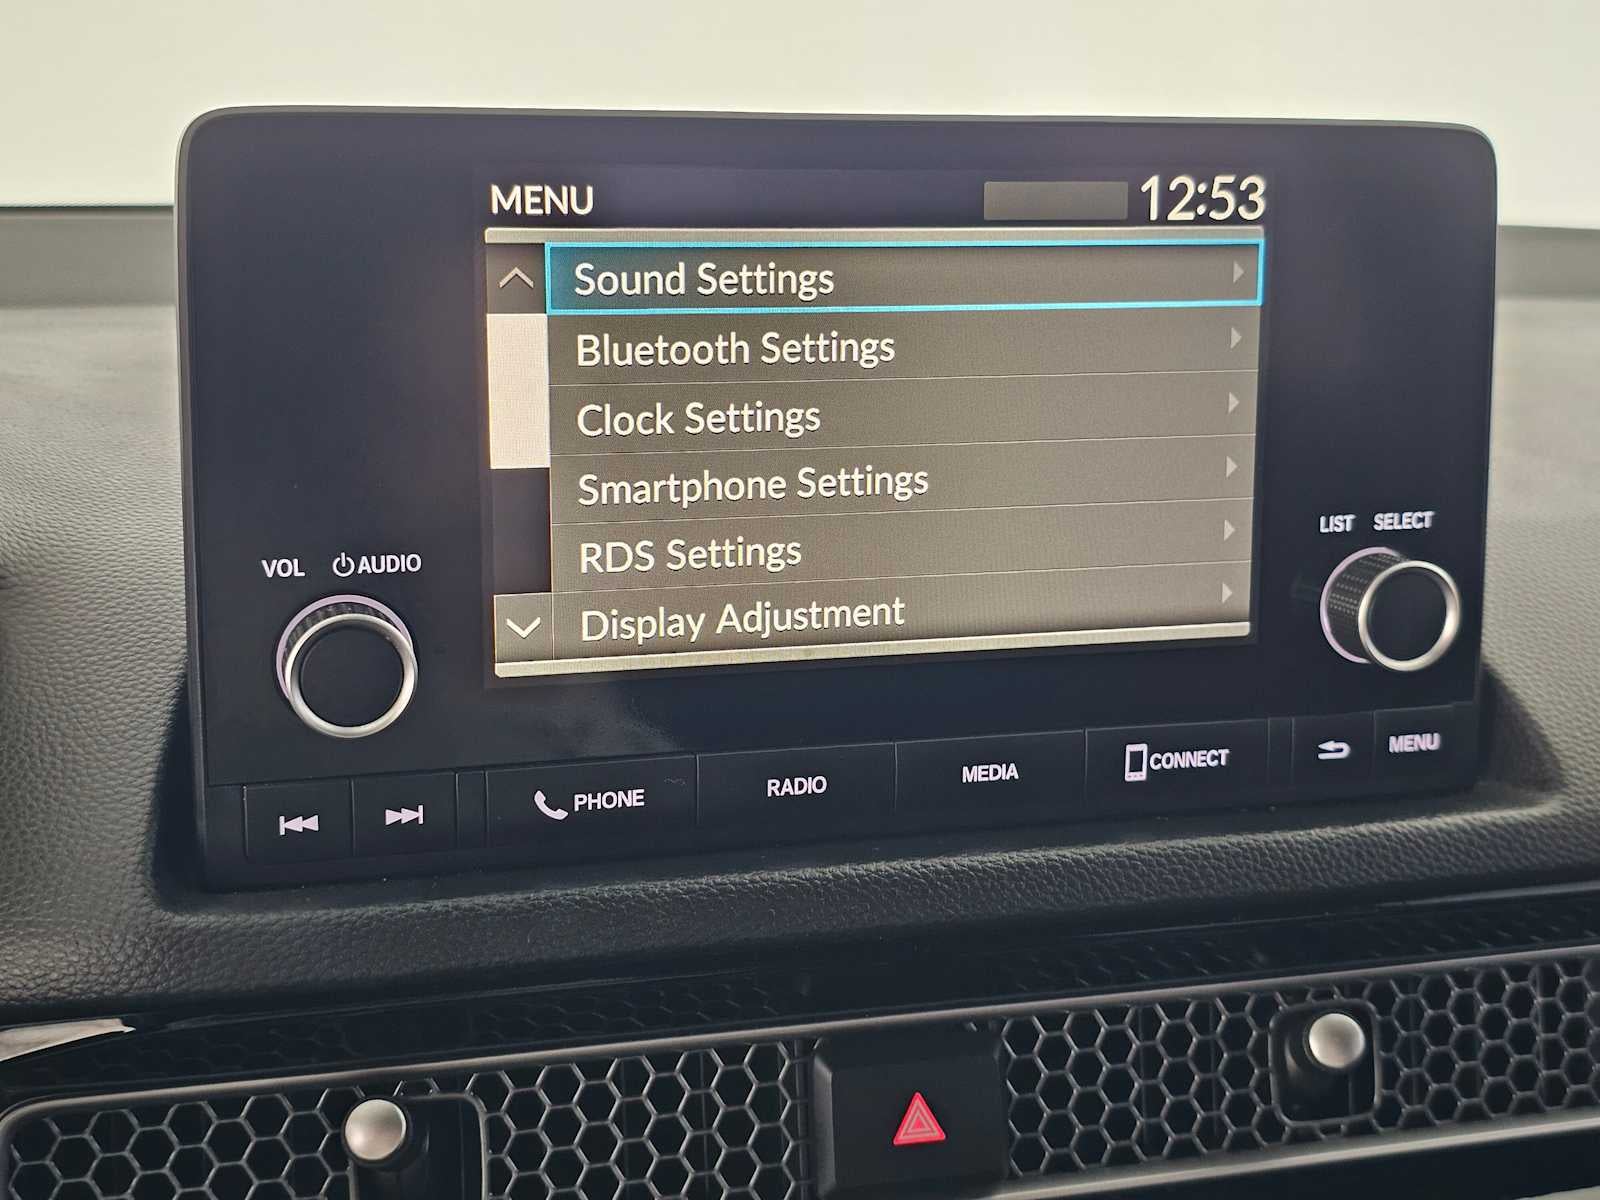 MENU 12:53
Sound Settings
Bluetooth Settings
Clock Settings
Smartphone Settings
RDS Settings
Display Adjustment
LIST SELECT
VOL AUDIO
PHONE
RADIO
MEDIA
CONNECT
MENU